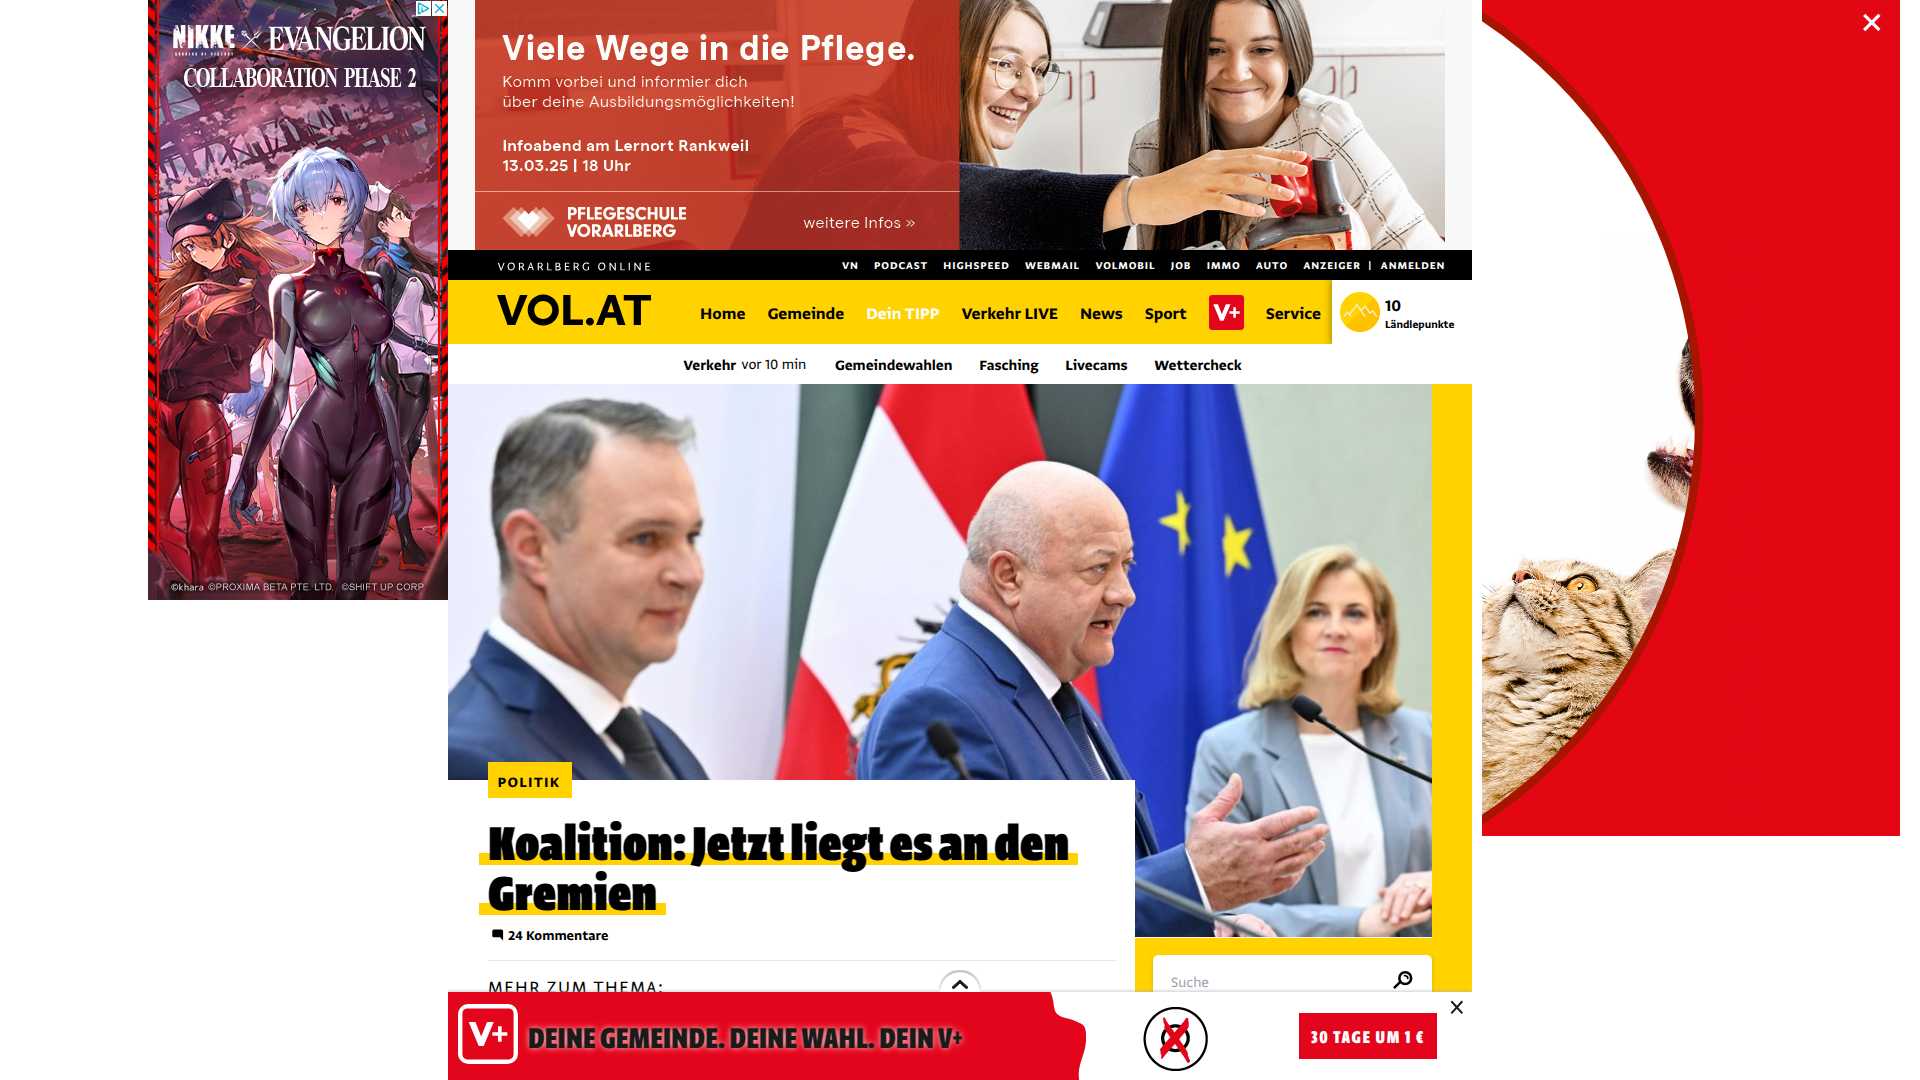 NIKKE × EVANGELION
COLLABORATION PHASE 2
©khara ©PROXIMA BETA PTE. LTD. ©SHIFT UP CORP
Viele Wege in die Pflege.
Komm vorbei und informier dich
über deine Ausbildungsmöglichkeiten!
Infoabend am Lernort Rankweil
13.03.25 | 18 Uhr
PFLEGESCHULE
VORARLBERG
weitere Infos »
VORARLBERG ONLINE
VN PODCAST HIGHSPEED WEBMAIL VOLMOBIL JOB IMMO AUTO ANZEIGER | ANMELDEN
VOL.AT
Home Gemeinde Dein TIPP Verkehr LIVE News Sport V+ Service
10
Ländlepunkte
Verkehr vor 10 min Gemeindewahlen Fasching Livecams Wettercheck
POLITIK
Koalition: Jetzt liegt es an den
Gremien
24 Kommentare
MEHR ZUM THEMA:
Suche
V+ DEINE GEMEINDE. DEINE WAHL. DEIN V+
30 TAGE UM 1 €